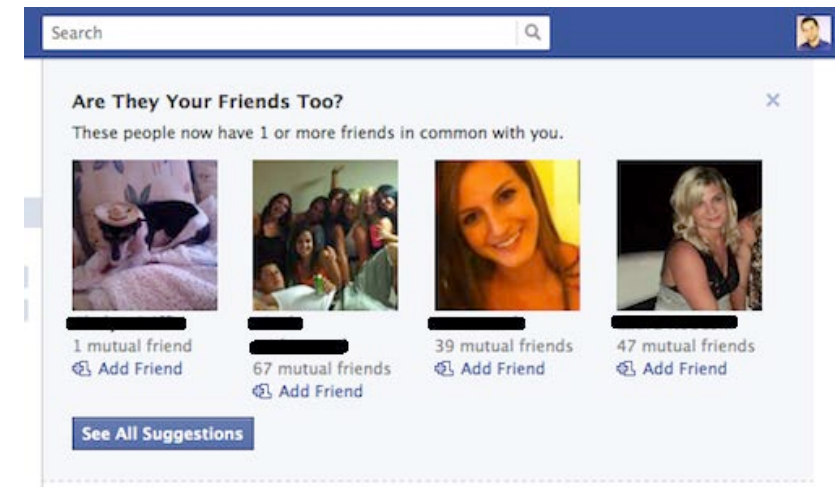 Search
Are They Your Friends Too?
These people now have 1 or more friends in common with you.
1 mutual friend
Add Friend
67 mutual friends
Add Friend
39 mutual friends
Add Friend
47 mutual friends
Add Friend
See All Suggestions